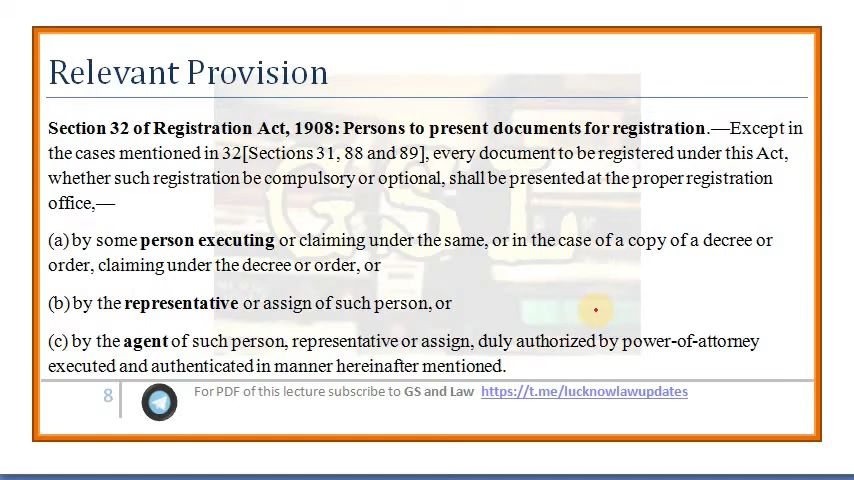 Relevant Provision
Section 32 of Registration Act, 1908: Persons to present documents for registration.—Except in
the cases mentioned in 32[Sections 31, 88 and 89], every document to be registered under this Act,
whether such registration be compulsory or optional, shall be presented at the proper registration
office,—
(a) by some person executing or claiming under the same, or in the case of a copy of a decree or
order, claiming under the decree or order, or
(b) by the representative or assign of such person, or
(c) by the agent of such person, representative or assign, duly authorized by power-of-attorney
executed and authenticated in manner hereinafter mentioned.
8
For PDF of this lecture subscribe to GS and Law https://t.me/lucknowlawupdates
GSL